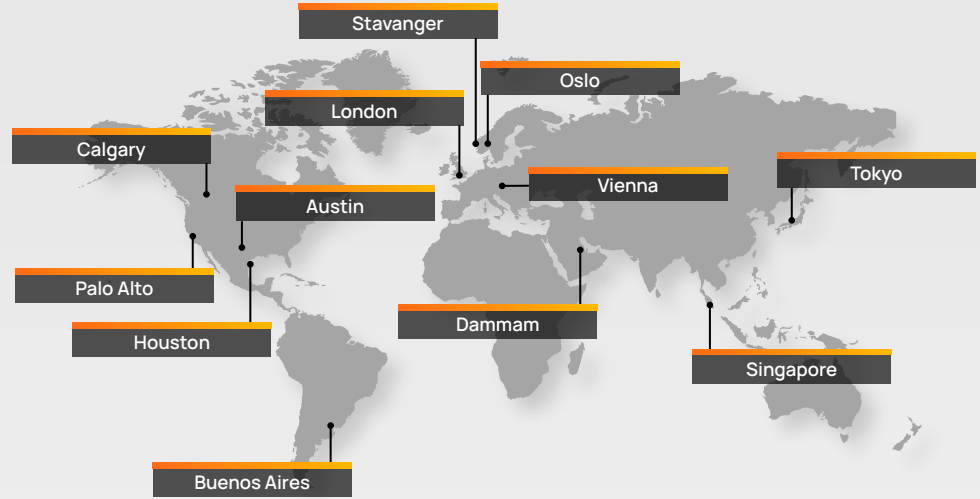 Stavanger
Oslo
London
Calgary
Tokyo
Vienna
Austin
Palo Alto
Dammam
Houston
Singapore
Buenos Aires